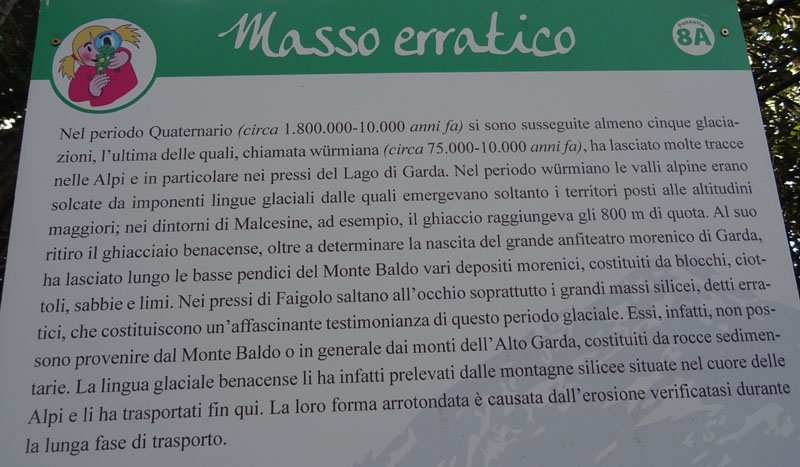 Masso erratico
Pannello
8A
Nel periodo Quaternario (circa 1.800.000-10.000 anni fa) si sono susseguite almeno cinque glacia-
zioni, l'ultima delle quali, chiamata würmiana (circa 75.000-10.000 anni fa), ha lasciato molte tracce
nelle Alpi e in particolare nei pressi del Lago di Garda. Nel periodo würmiano le valli alpine erano
solcate da imponenti lingue glaciali dalle quali emergevano soltanto i territori posti alle altitudini
maggiori; nei dintorni di Malcesine, ad esempio, il ghiaccio raggiungeva gli 800 m di quota. Al suo
ritiro il ghiacciaio benacense, oltre a determinare la nascita del grande anfiteatro morenico di Garda,
ha lasciato lungo le basse pendici del Monte Baldo vari depositi morenici, costituiti da blocchi, ciot-
toli, sabbie e limi. Nei pressi di Faigolo saltano all'occhio soprattutto i grandi massi silicei, detti erra-
tici, che costituiscono un'affascinante testimonianza di questo periodo glaciale. Essi, infatti, non pos-
sono provenire dal Monte Baldo o in generale dai monti dell'Alto Garda, costituiti da rocce sedimen-
tarie. La lingua glaciale benacense li ha infatti prelevati dalle montagne silicee situate nel cuore delle
Alpi e li ha trasportati fin qui. La loro forma arrotondata è causata dall'erosione verificatasi durante
la lunga fase di trasporto.